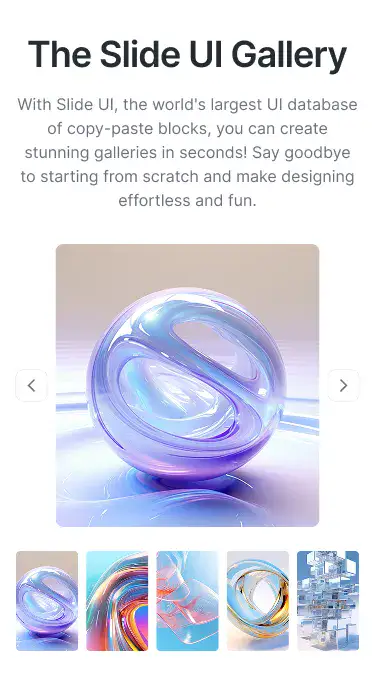 The Slide UI Gallery
With Slide UI, the world's largest UI database
of copy-paste blocks, you can create
stunning galleries in seconds! Say goodbye
to starting from scratch and make designing
effortless and fun.